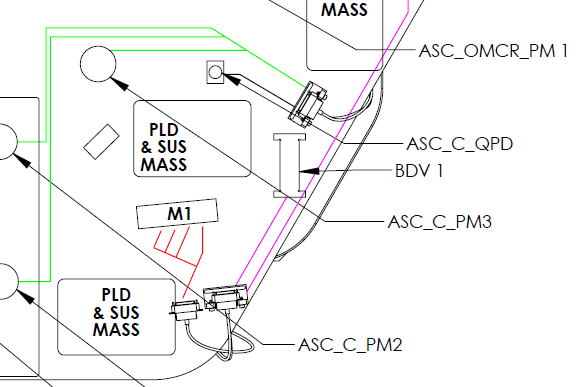 MASS
ASC_OMCR_PM 1
PLD
& SUS
MASS
ASC_C_QPD
BDV 1
M1
ASC_C_PM3
PLD
& SUS
MASS
ASC_C_PM2